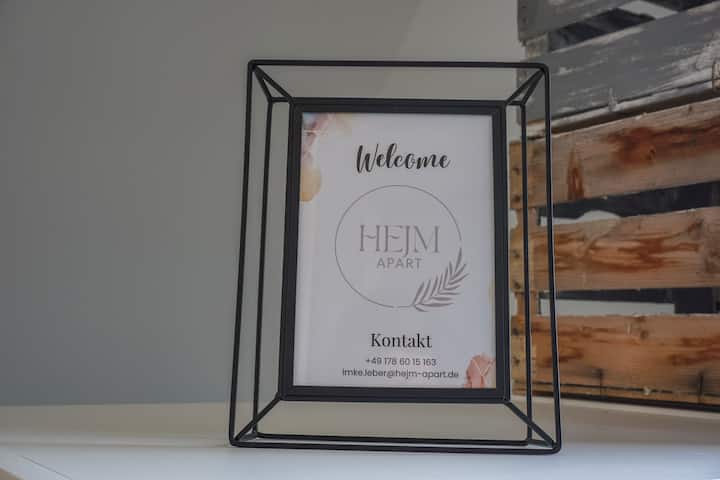 Welcome
HEJM
APART
Kontakt
+49 178 60 15 163
imke.leber@hejm-apart.de